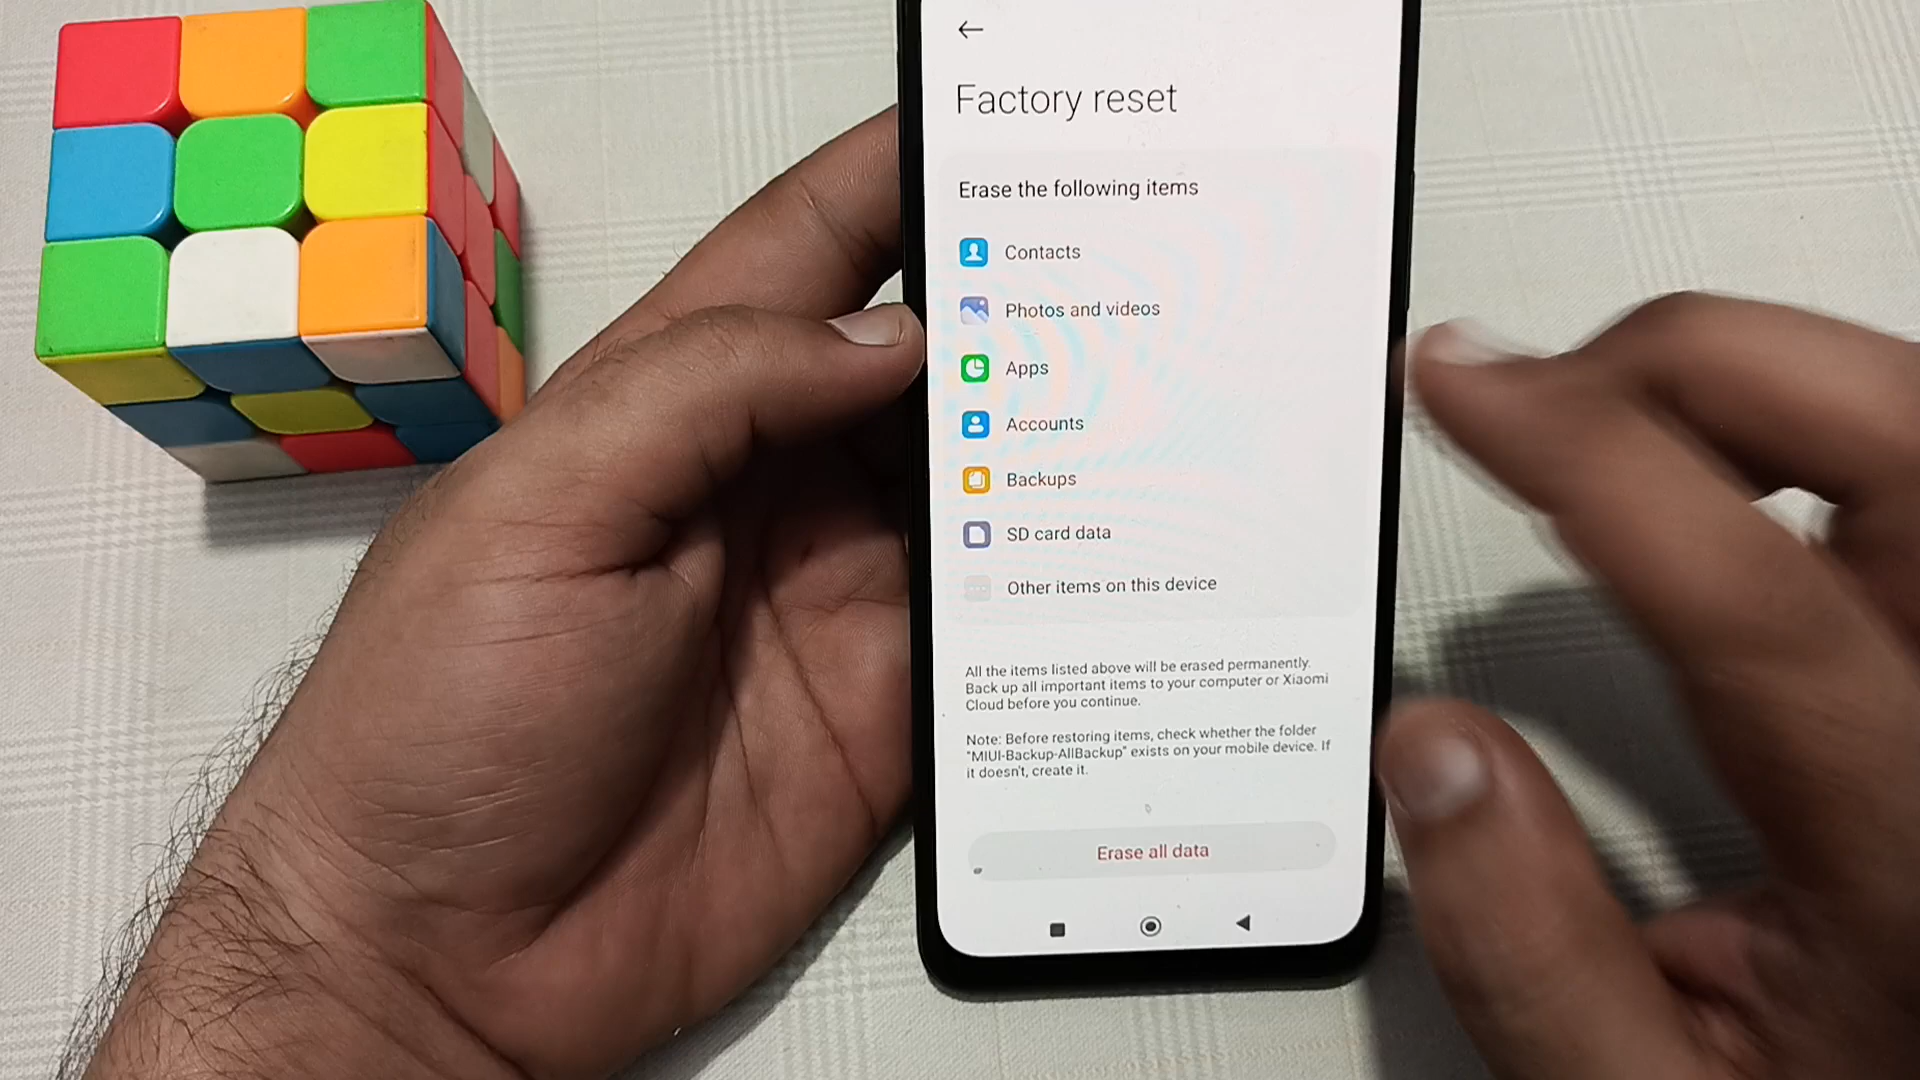 Factory reset
Erase the following items
Contacts
Photos and videos
Apps
Accounts
Backups
SD card data
Other items on this device
All the items listed above will be erased permanently.
Back up all important items to your computer or Xiaomi
Cloud before you continue.
Note: Before restoring items, check whether the folder
"MIUI-Backup-AllBackup" exists on your mobile device. If
it doesn't, create it.
Erase all data